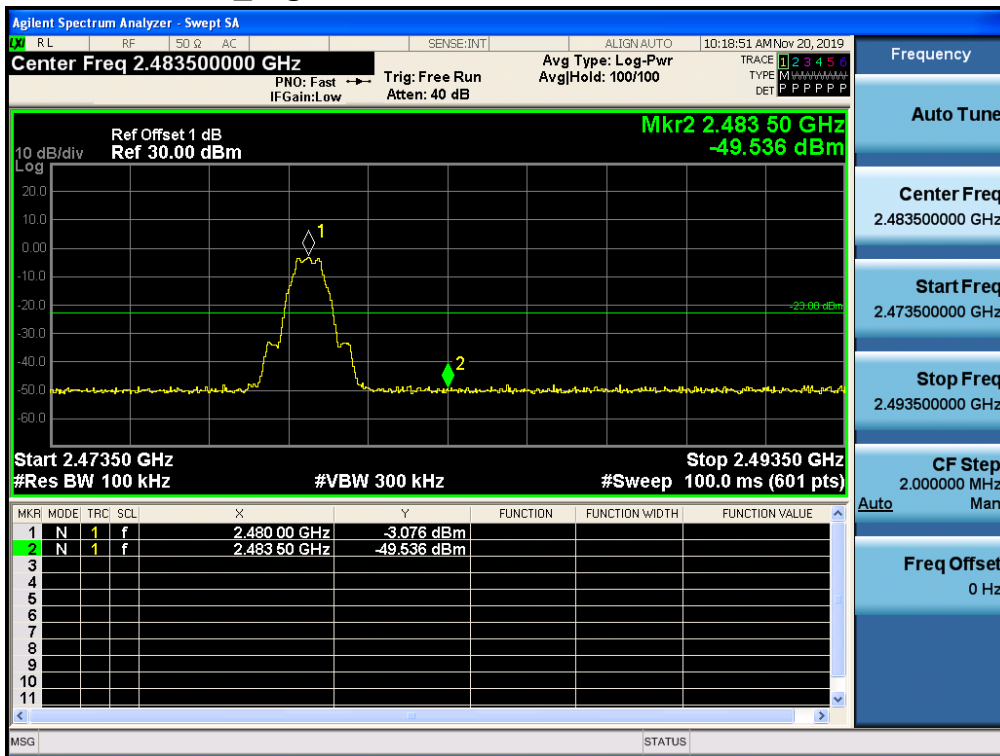 Agilent Spectrum Analyzer - Swept SA
LXI RL RF 50 Ω AC SENSE:INT ALIGN AUTO 10:18:51 AM Nov 20, 2019
Center Freq 2.483500000 GHz
PNO: Fast
IFGain:Low
Trig: Free Run
Atten: 40 dB
Avg Type: Log-Pwr
Avg|Hold: 100/100
TRACE 1 2 3 4 5 6
TYPE M
DET P P P P P P
Frequency
Auto Tune
Center Freq
2.483500000 GHz
Start Freq
2.473500000 GHz
Stop Freq
2.493500000 GHz
CF Step
2.000000 MHz
Auto Man
Freq Offset
0 Hz
Mkr2 2.483 50 GHz
-49.536 dBm
Ref Offset 1 dB
10 dB/div Ref 30.00 dBm
Log
20.0
10.0
0.00
-10.0
-20.0
-30.0
-40.0
-50.0
-60.0
1
-23.00 dBm
2
Start 2.47350 GHz Stop 2.49350 GHz
#Res BW 100 kHz #VBW 300 kHz #Sweep 100.0 ms (601 pts)
MKR MODE TRC SCL X Y FUNCTION FUNCTION WIDTH FUNCTION VALUE
1 N 1 f 2.480 00 GHz -3.076 dBm
2 N 1 f 2.483 50 GHz -49.536 dBm
3
4
5
6
7
8
9
10
11
MSG STATUS